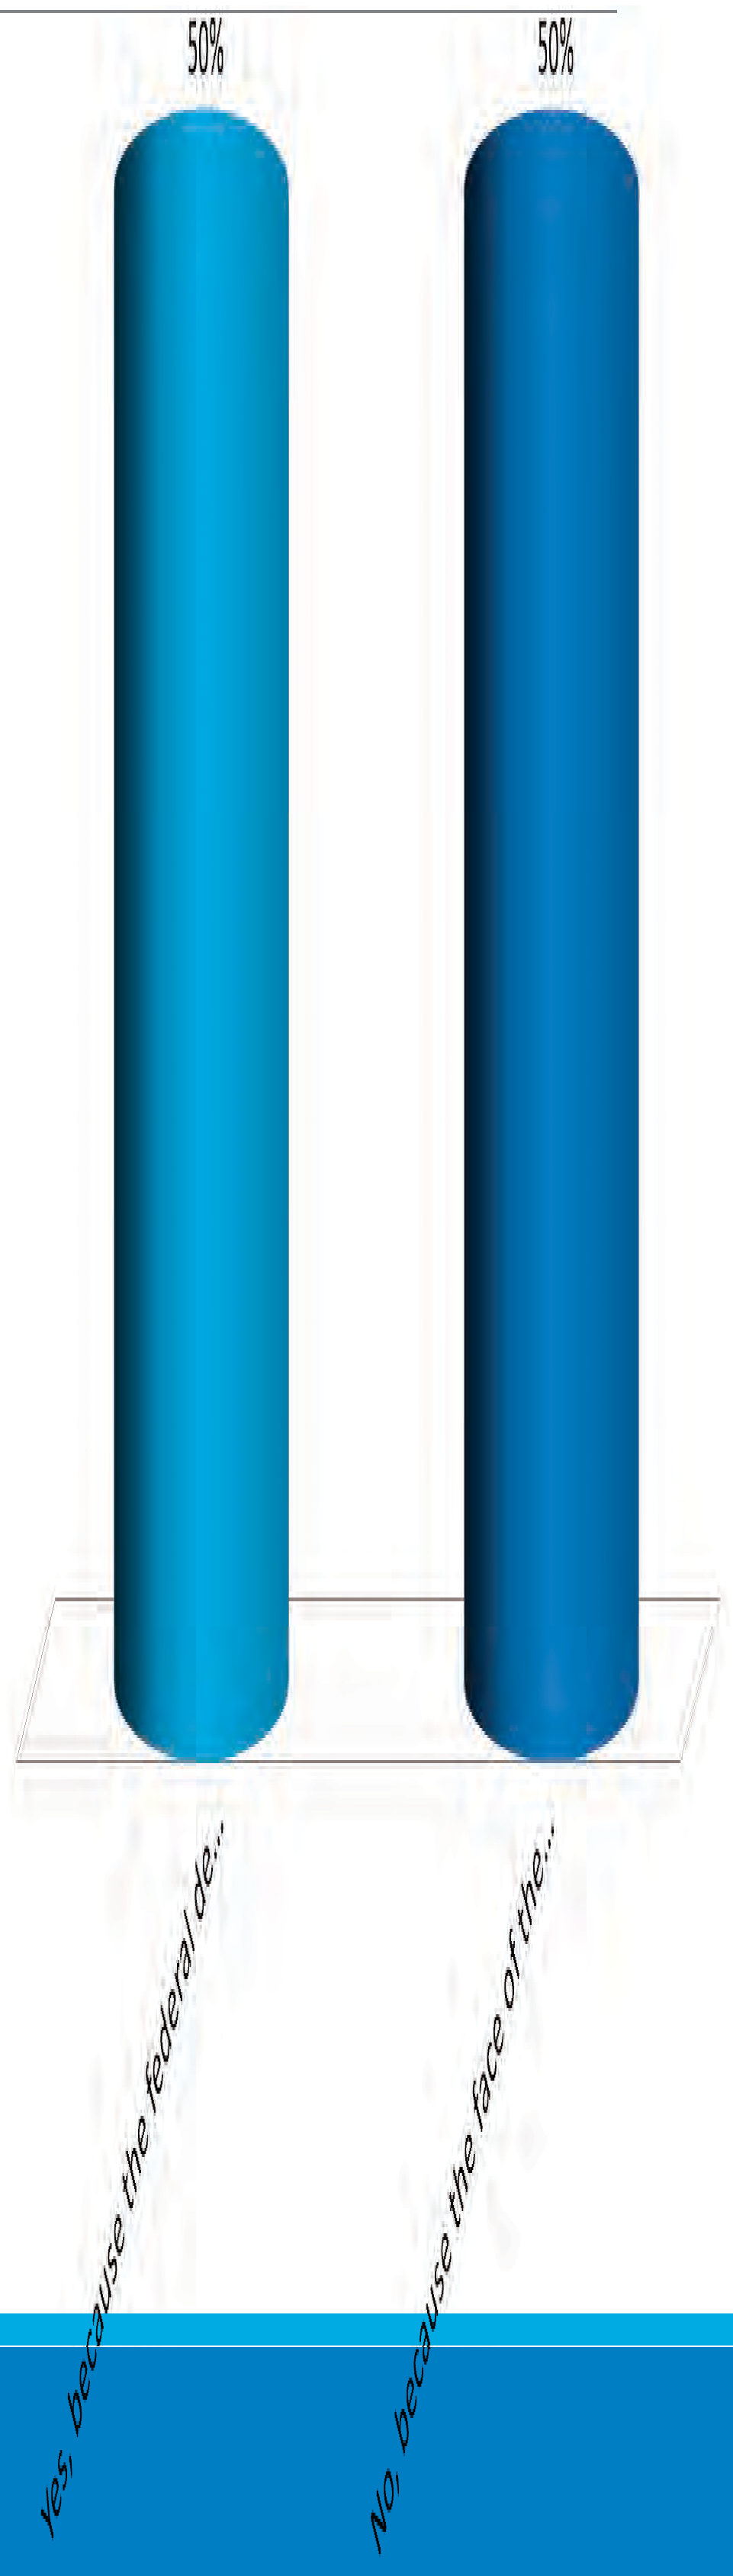 50%
50%
Yes, because the federal de...
No, because the face of the...